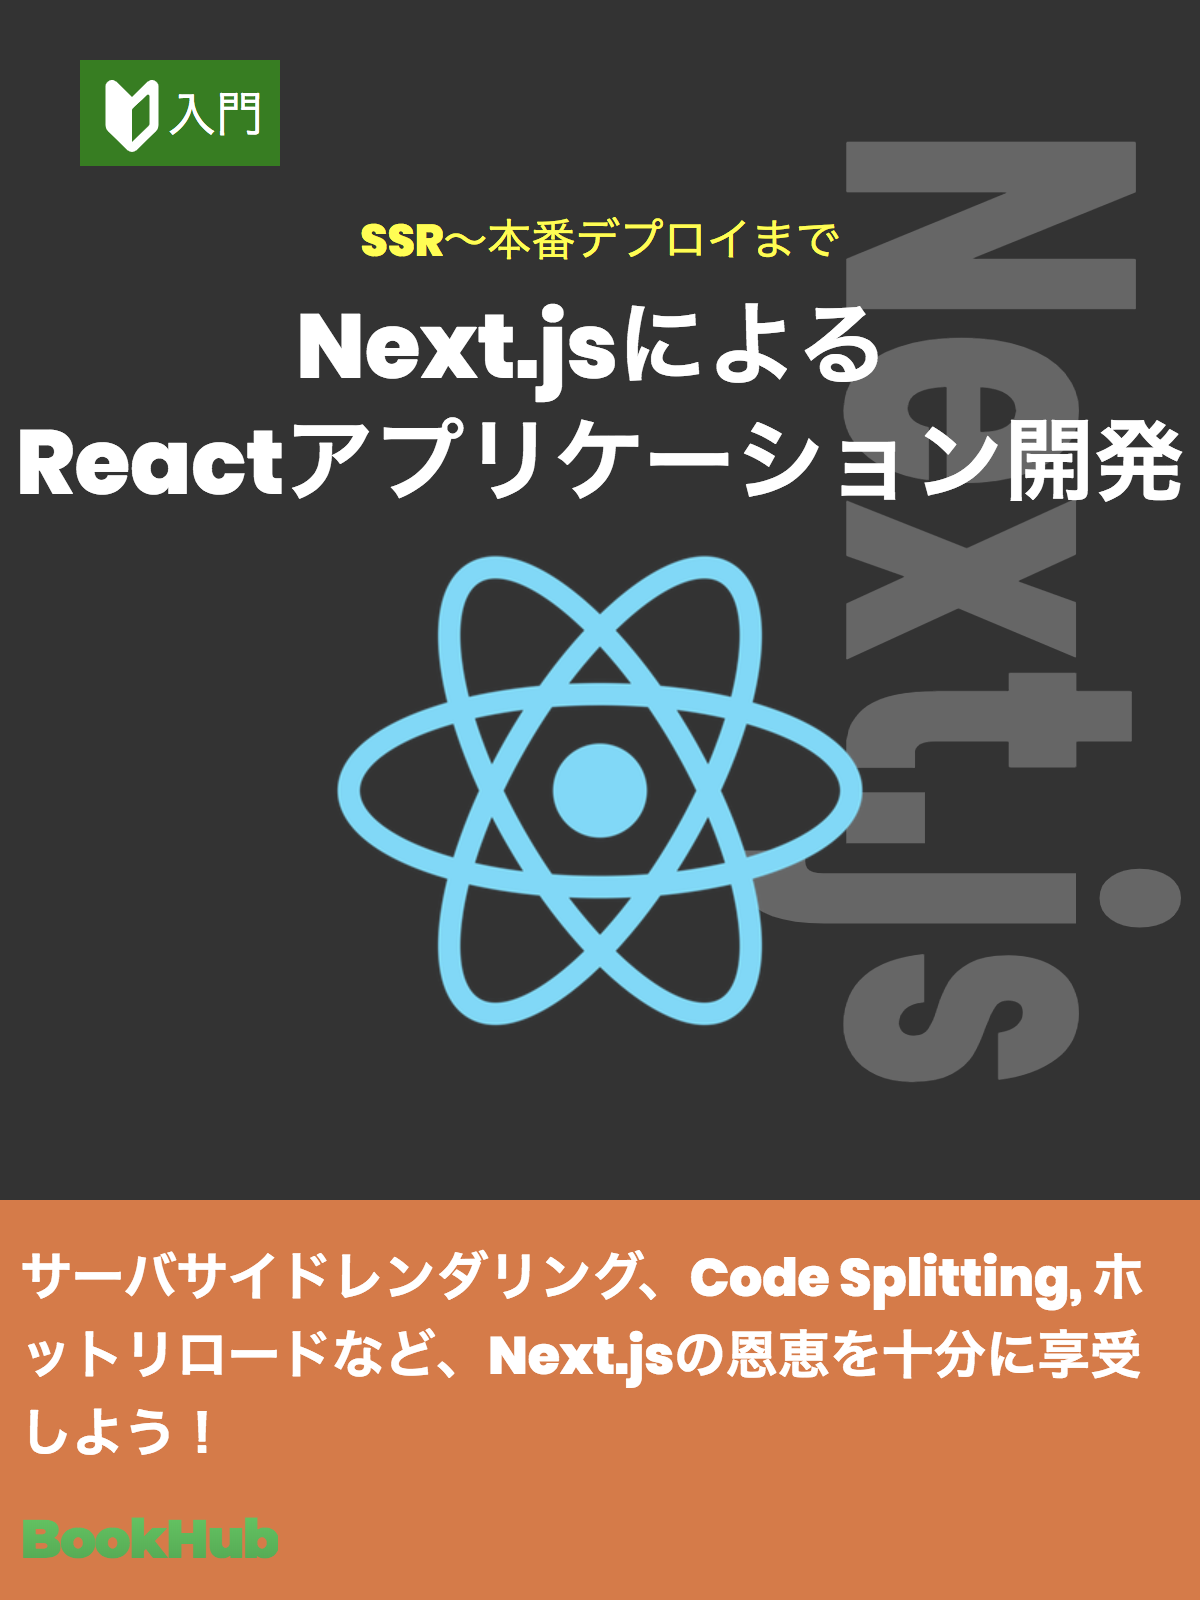 入門
SSR〜本番デプロイまで
Next.jsによる
Reactアプリケーション開発
Next.js
サーバサイドレンダリング、Code Splitting, ホ
ットリロードなど、Next.jsの恩恵を十分に享受
しよう！
BookHub